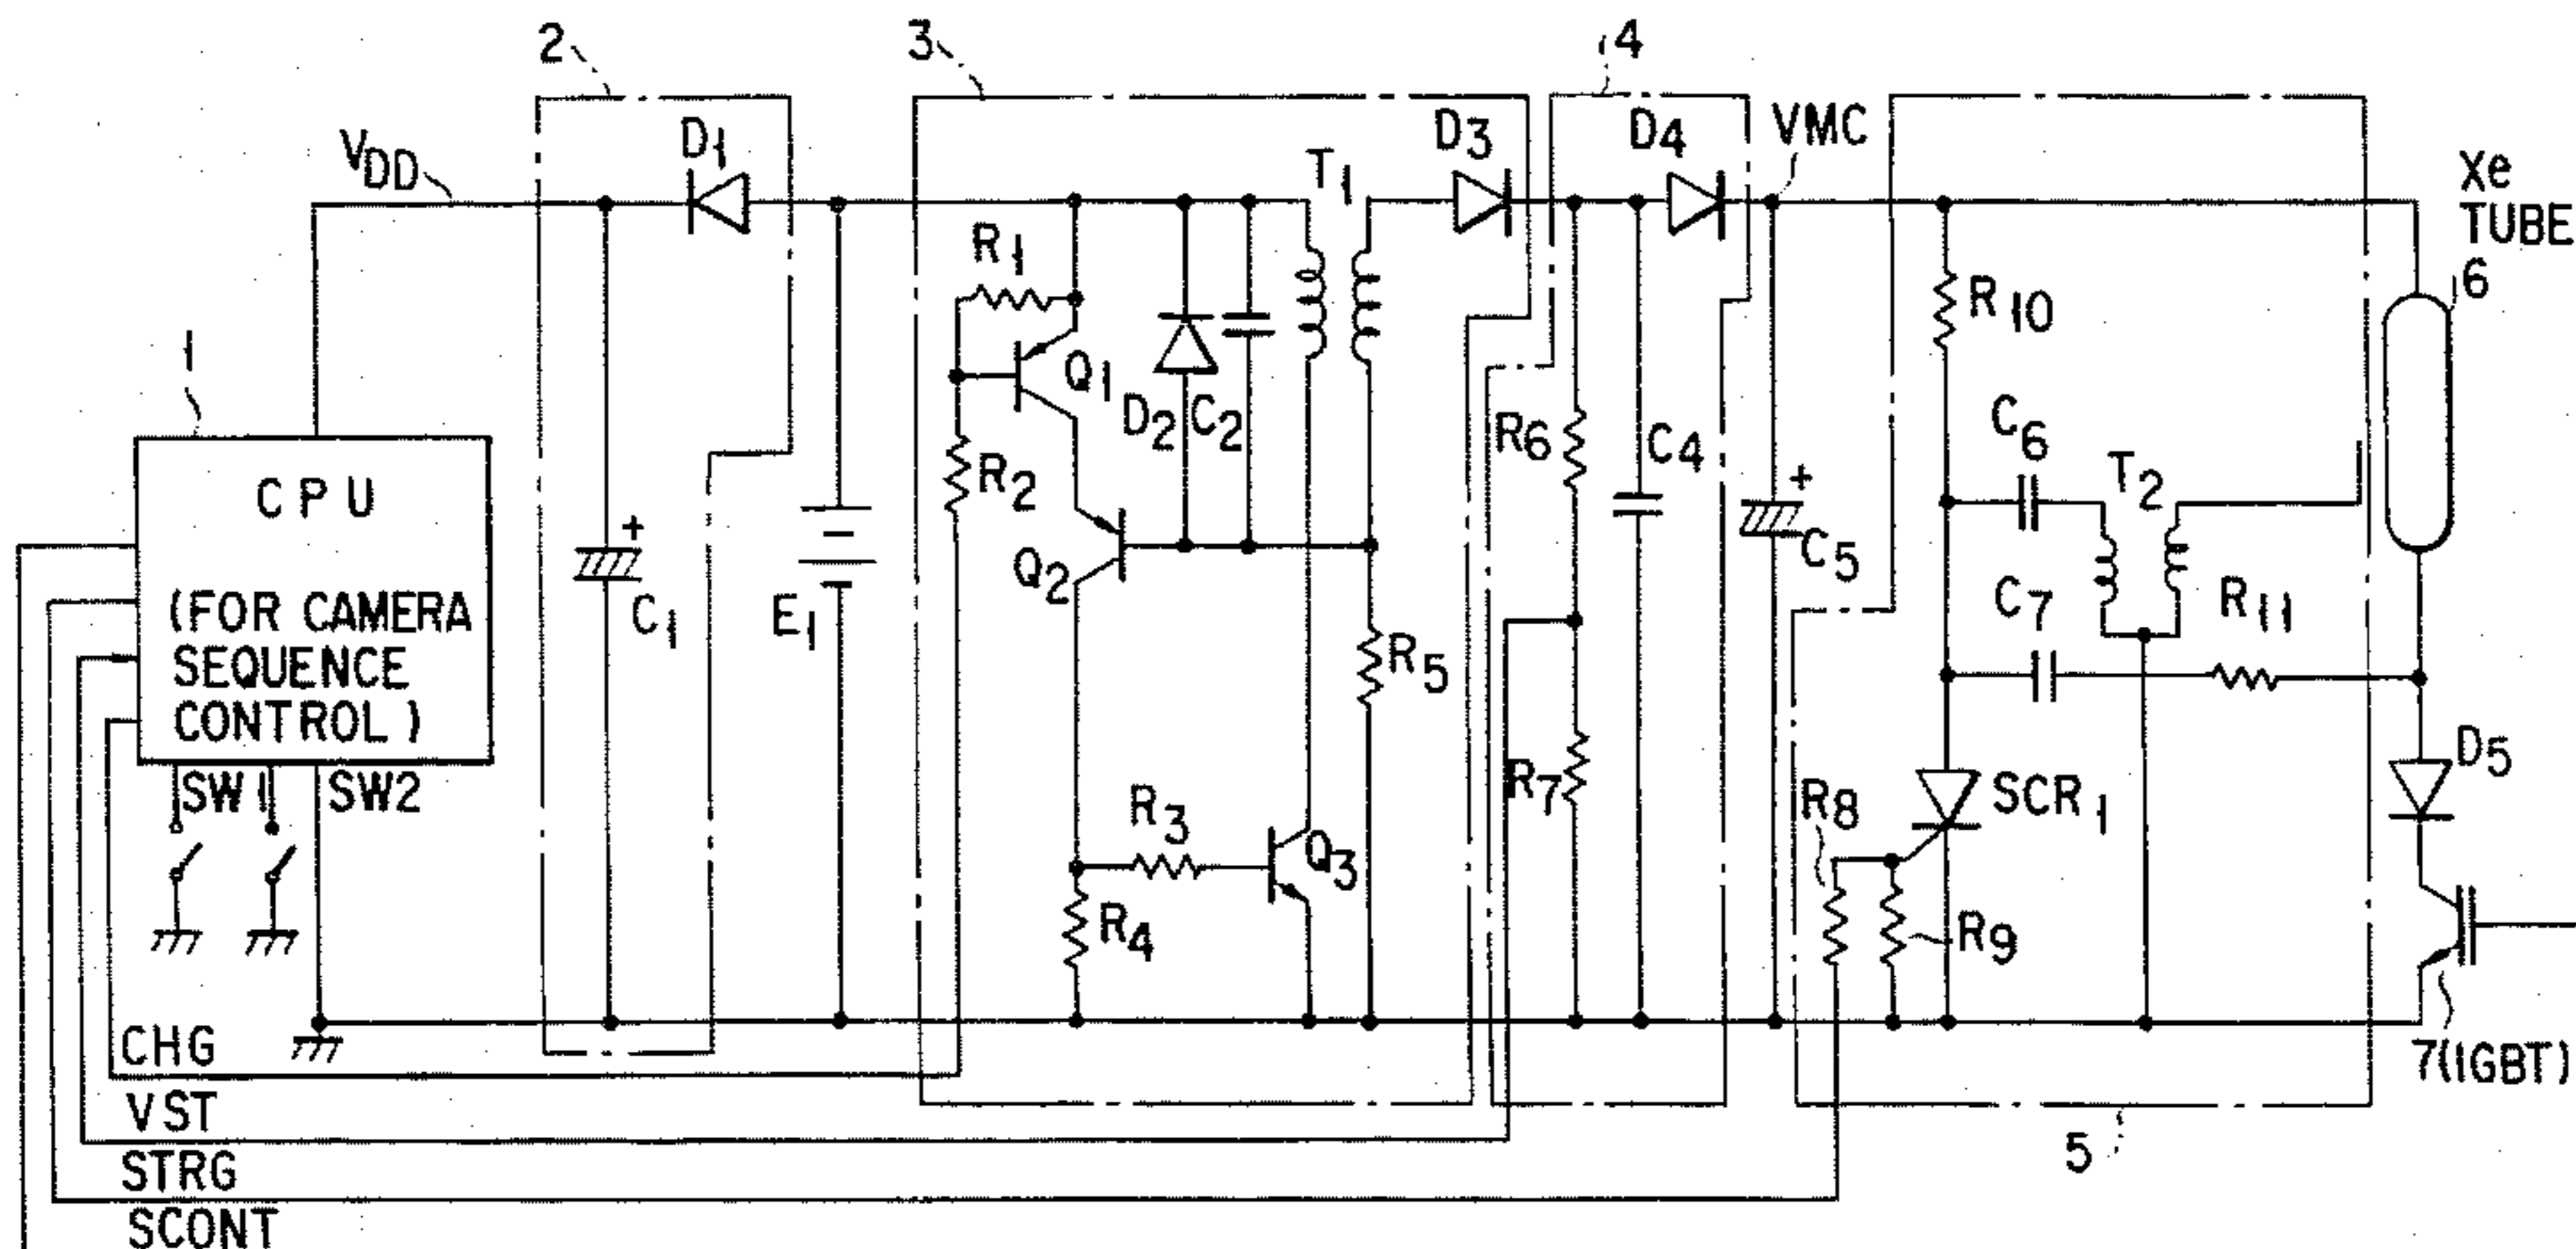 2
3
4
VDD
D1
T1
D3
D4
VMC
Xe
TUBE
6
R1
R10
1
Q1
D2
C2
R6
C4
C6
T2
CPU
(FOR CAMERA
SEQUENCE
CONTROL)
R2
+
C1
E1
Q2
+
C5
C7
R11
R5
D5
SW1
SW2
R3
Q3
R7
R8
SCR1
R4
R9
7(IGBT)
CHG
VST
5
STRG
SCONT